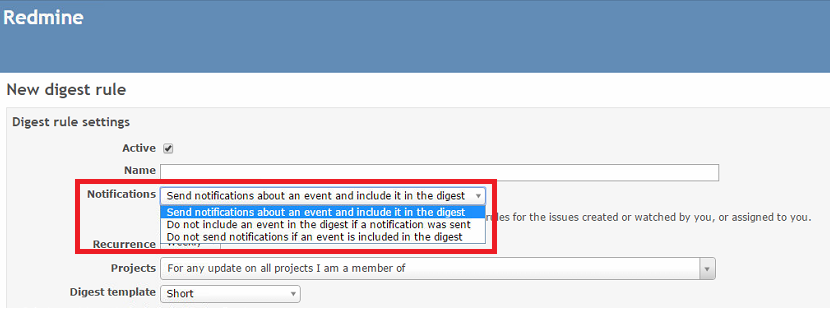 Redmine
New digest rule
Digest rule settings
Active
Name
Notifications Send notifications about an event and include it in the digest
Send notifications about an event and include it in the digest
for the issues created or watched by you, or assigned to you.
Do not include an event in the digest if a notification was sent
Do not send notifications if an event is included in the digest
Recurrence
Projects For any update on all projects I am a member of
Digest template Short